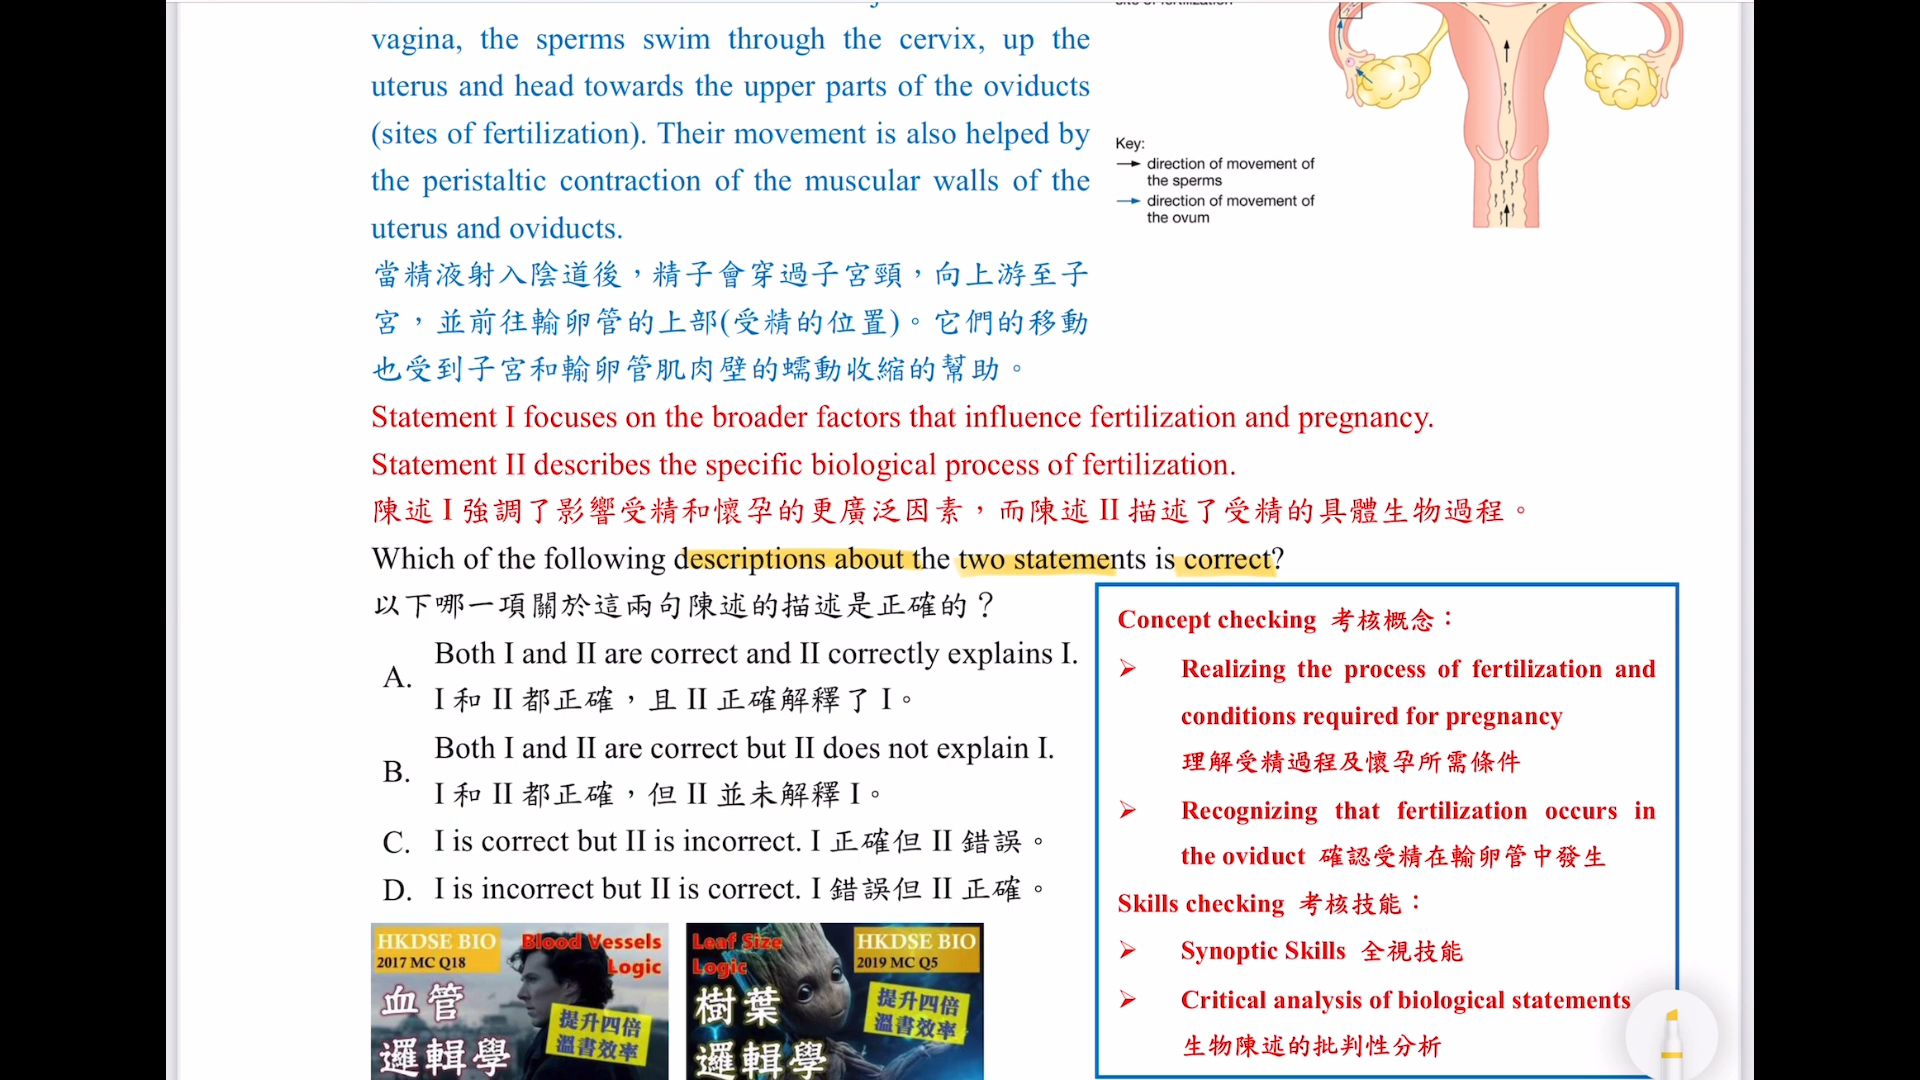 vagina, the sperms swim through the cervix, up the
uterus and head towards the upper parts of the oviducts
(sites of fertilization). Their movement is also helped by
the peristaltic contraction of the muscular walls of the
uterus and oviducts.
當精液射入陰道後，精子會穿過子宮頸，向上游至子
宮，並前往輸卵管的上部(受精的位置)。它們的移動
也受到子宮和輸卵管肌肉壁的蠕動收縮的幫助。
Key:
direction of movement of
the sperms
direction of movement of
the ovum
Statement I focuses on the broader factors that influence fertilization and pregnancy.
Statement II describes the specific biological process of fertilization.
陳述 I 強調了影響受精和懷孕的更廣泛因素，而陳述 II 描述了受精的具體生物過程。
Which of the following descriptions about the two statements is correct?
以下哪一項關於這兩句陳述的描述是正確的？
A. Both I and II are correct and II correctly explains I.
I 和 II 都正確，且 II 正確解釋了 I。
B. Both I and II are correct but II does not explain I.
I 和 II 都正確，但 II 並未解釋 I。
C. I is correct but II is incorrect. I 正確但 II 錯誤。
D. I is incorrect but II is correct. I 錯誤但 II 正確。
Concept checking 考核概念：
Realizing the process of fertilization and
conditions required for pregnancy
理解受精過程及懷孕所需條件
Recognizing that fertilization occurs in
the oviduct 確認受精在輸卵管中發生
Skills checking 考核技能：
Synoptic Skills 全視技能
Critical analysis of biological statements
生物陳述的批判性分析
HKDSE BIO
2017 MC Q18
Blood Vessels
Logic
血管
邏輯學
提升四倍
溫書效率
Leaf Size
Logic
HKDSE BIO
2019 MC Q5
樹葉
邏輯學
提升四倍
溫書效率